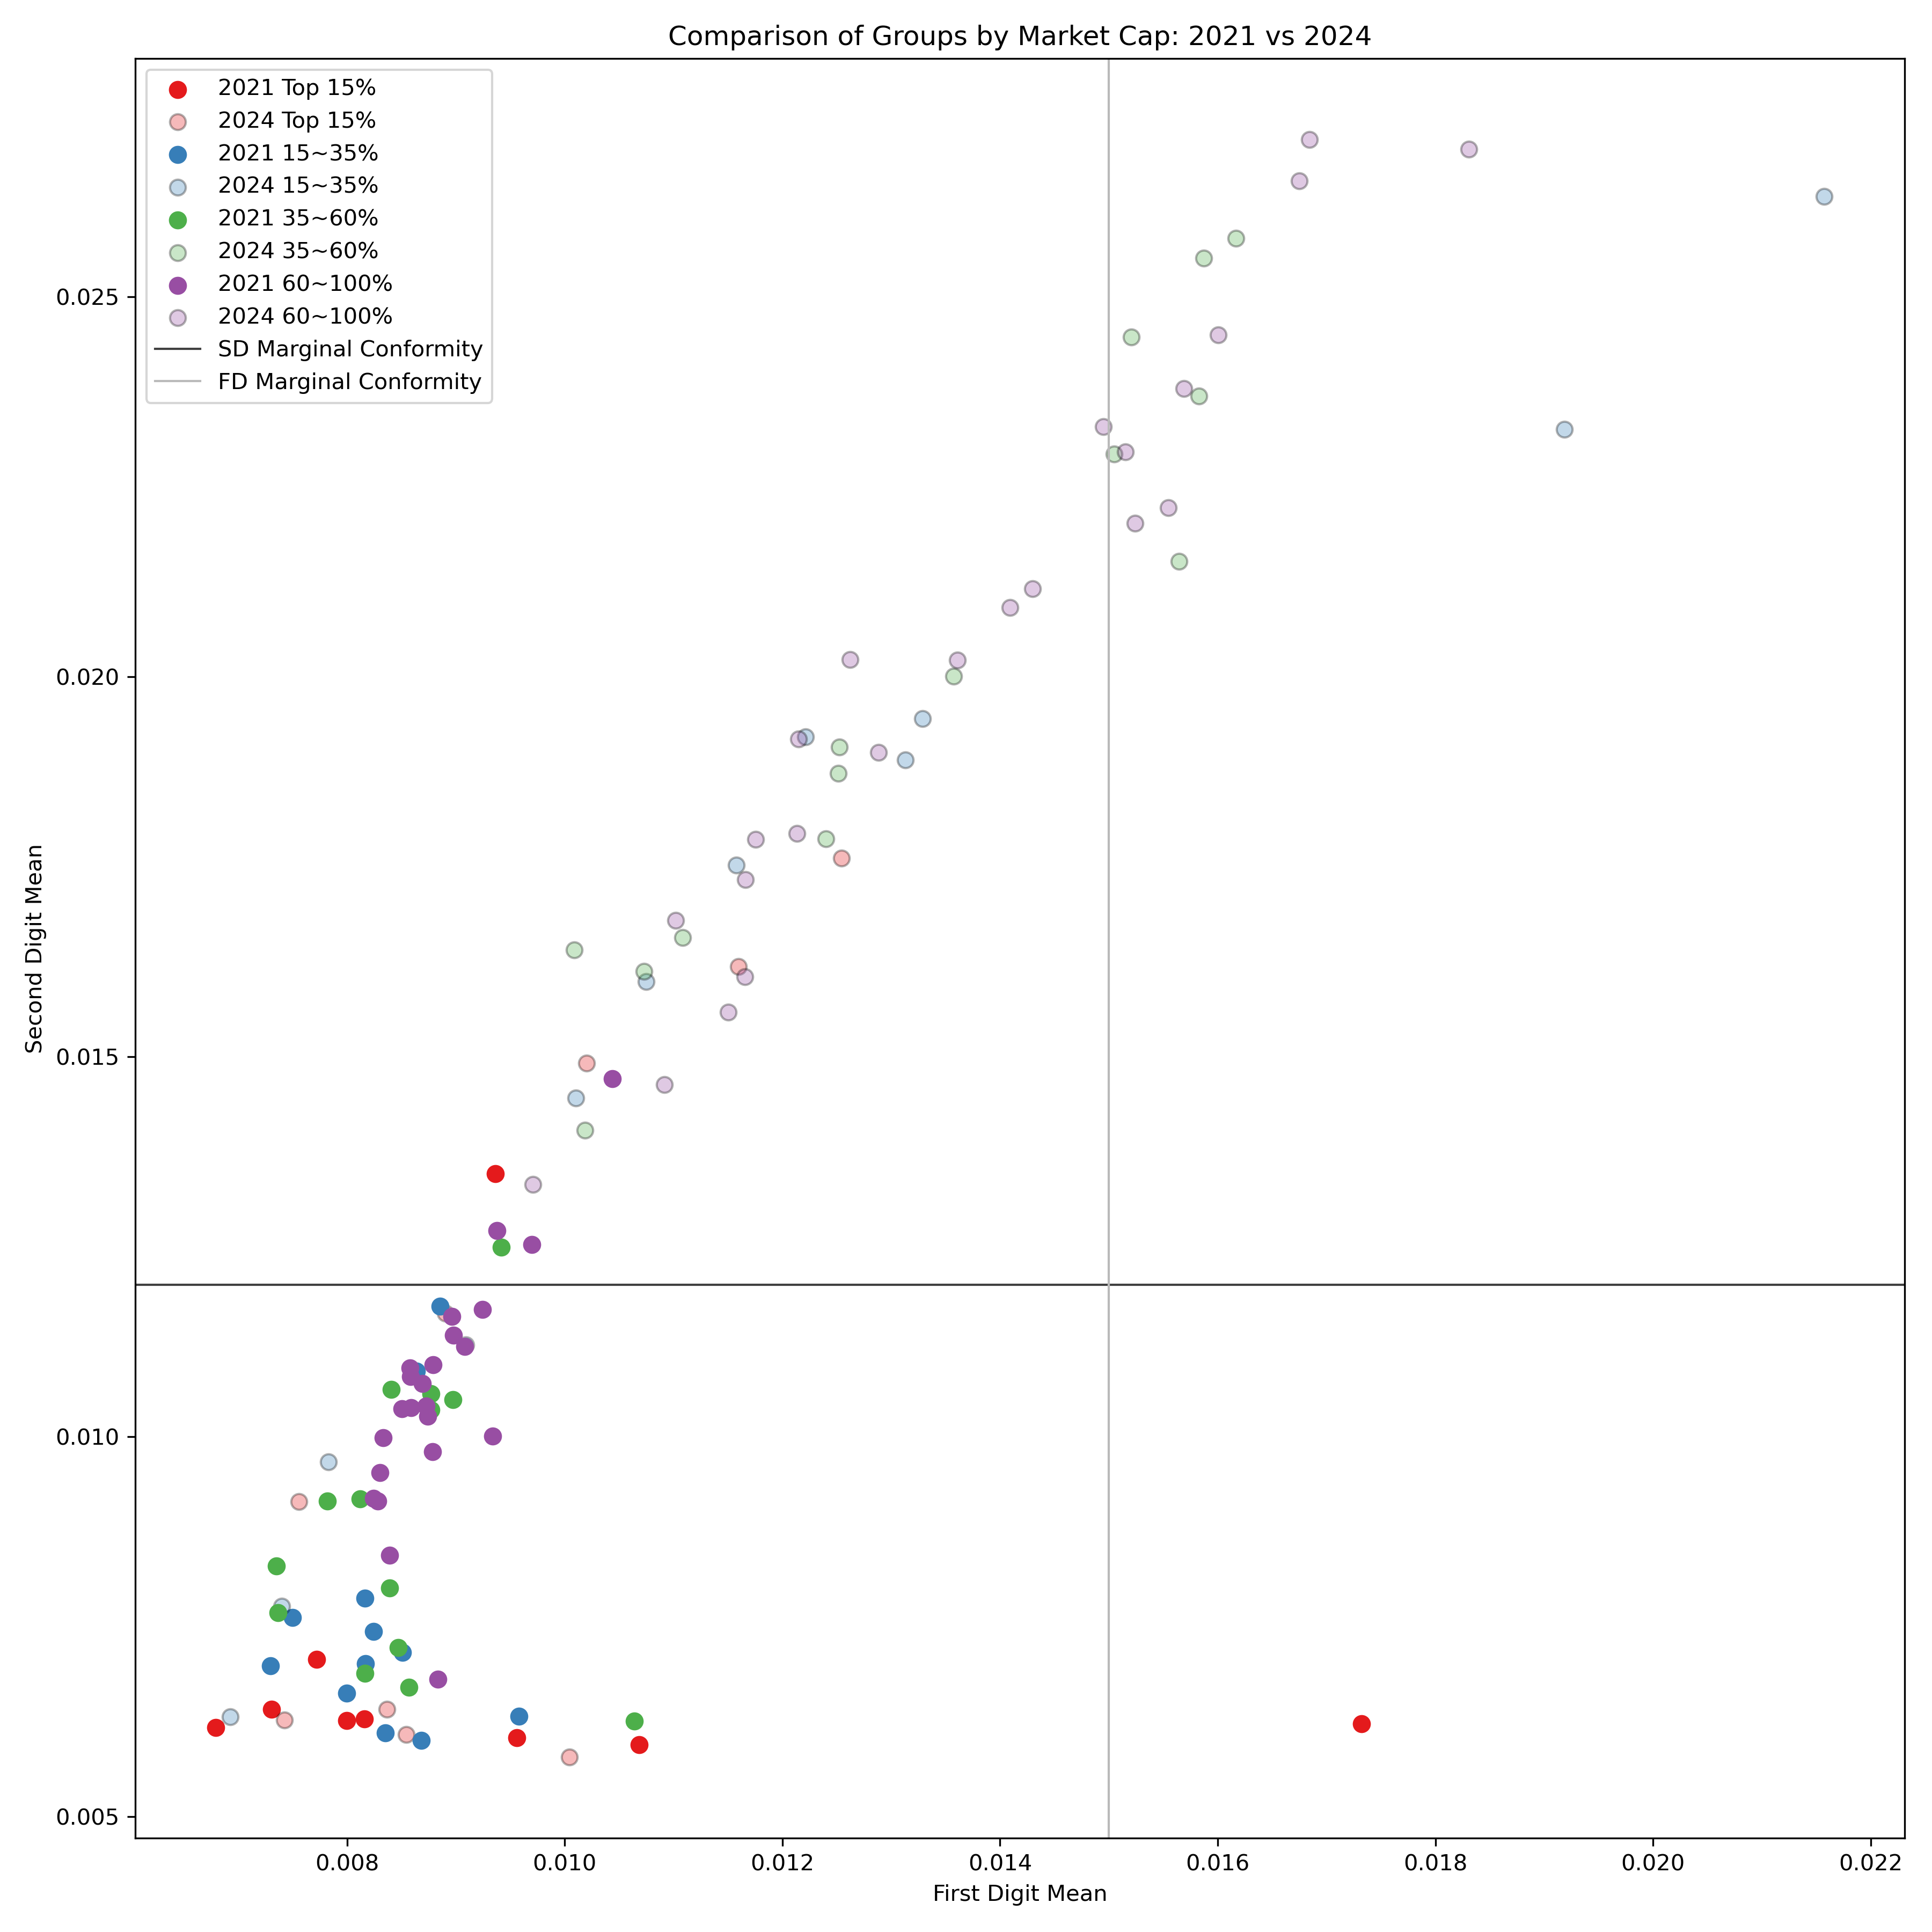 Comparison of Groups by Market Cap: 2021 vs 2024
2021 Top 15%
2024 Top 15%
2021 15~35%
2024 15~35%
2021 35~60%
2024 35~60%
2021 60~100%
2024 60~100%
SD Marginal Conformity
FD Marginal Conformity
0.025
0.020
0.015
0.010
0.005
Second Digit Mean
0.008 0.010 0.012 0.014 0.016 0.018 0.020 0.022
First Digit Mean